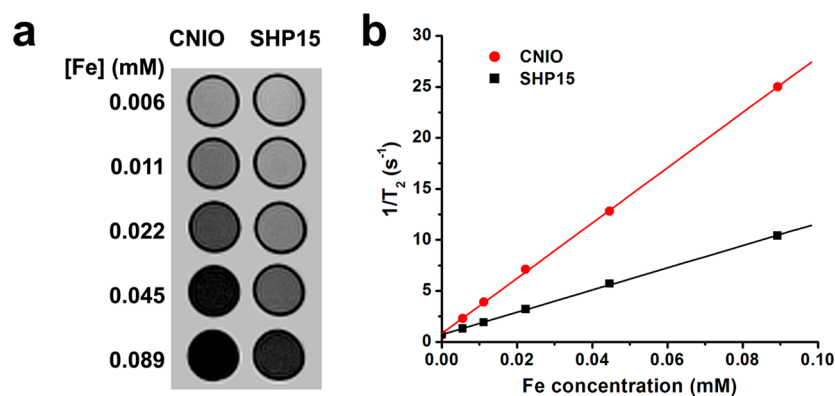 a
CNIO SHP15
[Fe] (mM)
0.006
0.011
0.022
0.045
0.089
b
30
25
20
15
10
5
0
1/T₂ (s⁻¹)
CNIO
SHP15
0.00 0.02 0.04 0.06 0.08 0.10
Fe concentration (mM)